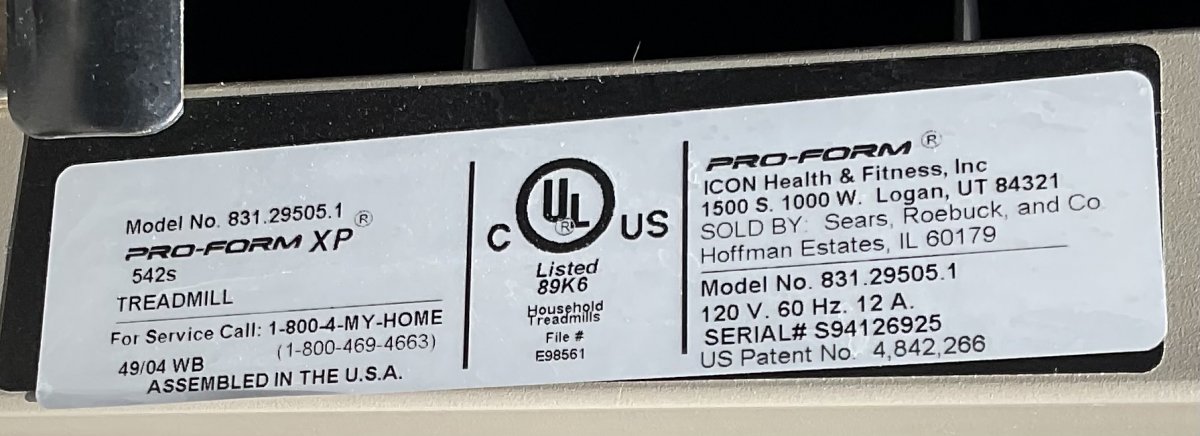 Model No. 831.29505.1
PRO-FORM XP®
542s
TREADMILL
For Service Call: 1-800-4-MY-HOME
(1-800-469-4663)
49/04 WB
ASSEMBLED IN THE U.S.A.
C UL® US
Listed
89K6
Household
Treadmills
File #
E98561
PRO-FORM®
ICON Health & Fitness, Inc
1500 S. 1000 W. Logan, UT 84321
SOLD BY: Sears, Roebuck, and Co
Hoffman Estates, IL 60179
Model No. 831.29505.1
120 V. 60 Hz. 12 A.
SERIAL# S94126925
US Patent No. 4,842,266